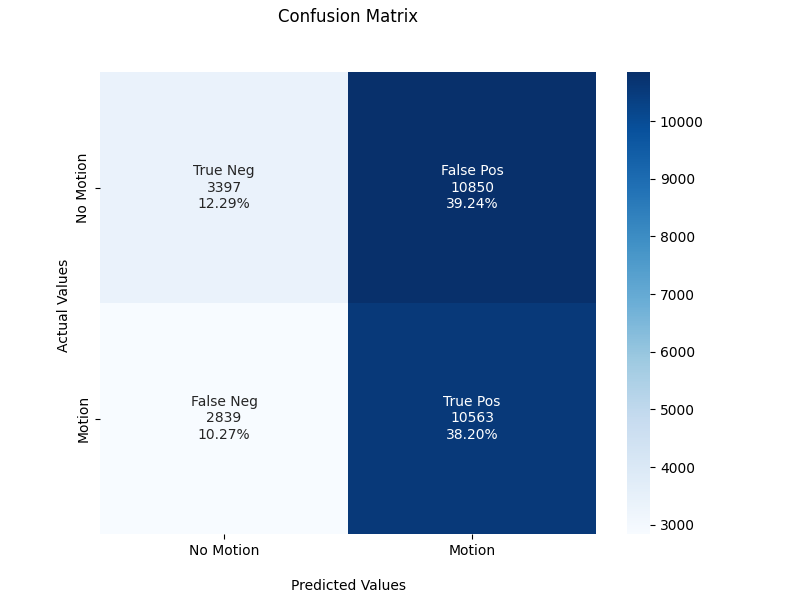 Confusion Matrix
No Motion
Motion
Actual Values
True Neg
3397
12.29%
False Pos
10850
39.24%
False Neg
2839
10.27%
True Pos
10563
38.20%
No Motion
Motion
Predicted Values
10000
9000
8000
7000
6000
5000
4000
3000